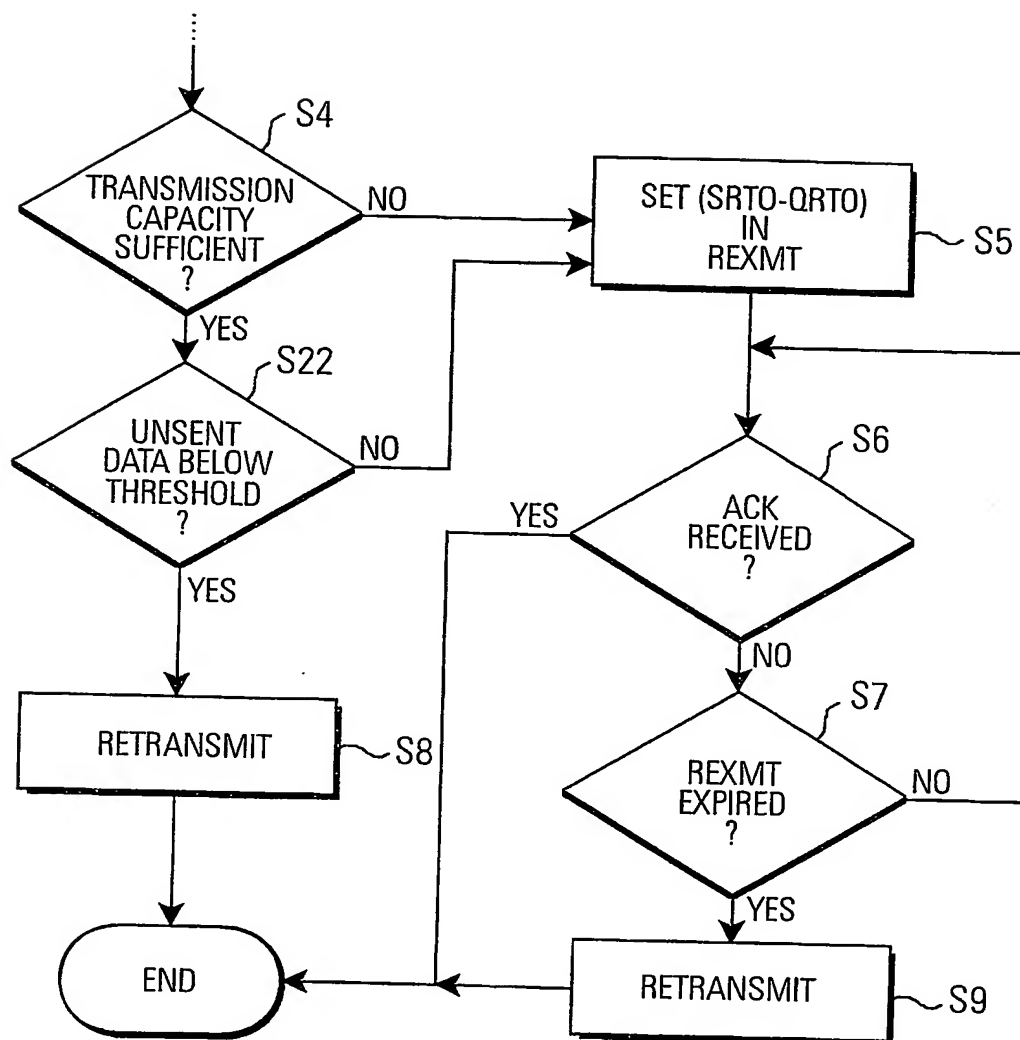 S4
TRANSMISSION
CAPACITY
SUFFICIENT
?
NO
YES
SET (SRTO-QRTO)
IN
REXMT
S5
S22
UNSENT
DATA BELOW
THRESHOLD
?
NO
YES
S6
ACK
RECEIVED
?
YES
NO
RETRANSMIT
S8
S7
REXMT
EXPIRED
?
NO
YES
END
RETRANSMIT
S9